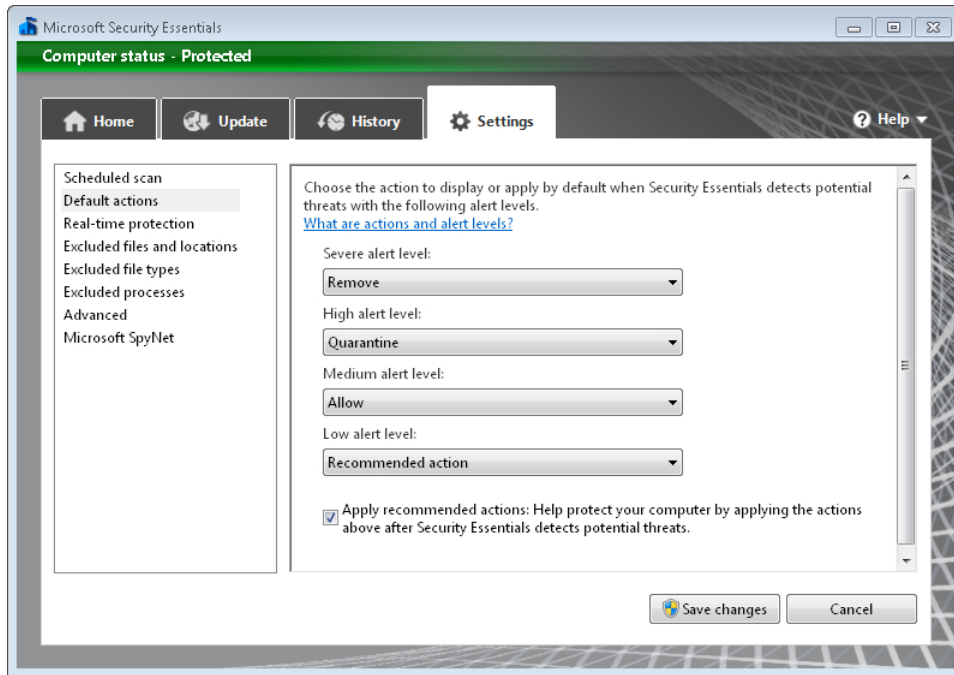 Microsoft Security Essentials
Computer status - Protected
Home
Update
History
Settings
Help
Scheduled scan
Default actions
Real-time protection
Excluded files and locations
Excluded file types
Excluded processes
Advanced
Microsoft SpyNet
Choose the action to display or apply by default when Security Essentials detects potential
threats with the following alert levels.
What are actions and alert levels?
Severe alert level:
Remove
High alert level:
Quarantine
Medium alert level:
Allow
Low alert level:
Recommended action
Apply recommended actions: Help protect your computer by applying the actions
above after Security Essentials detects potential threats.
Save changes
Cancel